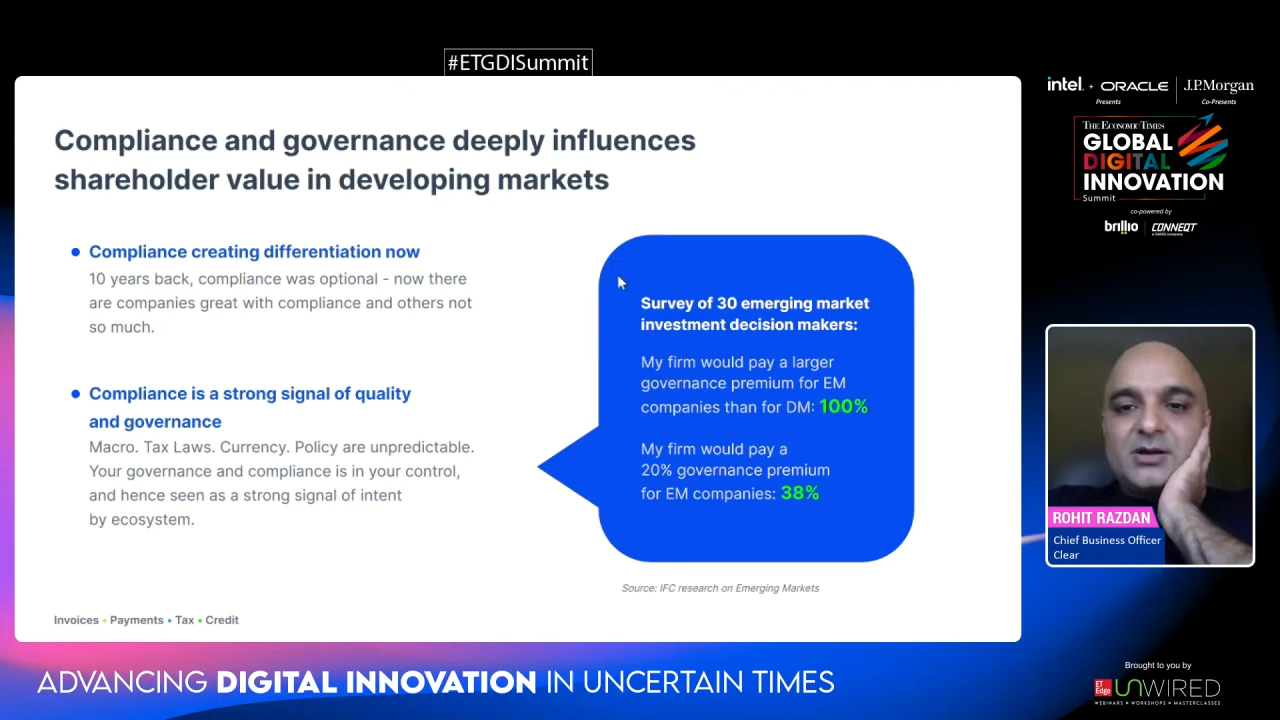 #ETGDISummit
Compliance and governance deeply influences
shareholder value in developing markets
Compliance creating differentiation now
10 years back, compliance was optional - now there
are companies great with compliance and others not
so much.
Compliance is a strong signal of quality
and governance
Macro. Tax Laws. Currency. Policy are unpredictable.
Your governance and compliance is in your control,
and hence seen as a strong signal of intent
by ecosystem.
Survey of 30 emerging market
investment decision makers:
My firm would pay a larger
governance premium for EM
companies than for DM: 100%
My firm would pay a
20% governance premium
for EM companies: 38%
Source: IFC research on Emerging Markets
Invoices • Payments • Tax • Credit
intel. + ORACLE | J.P.Morgan
Presents Co-Presents
THE ECONOMIC TIMES
GLOBAL
DIGITAL
INNOVATION
Summit
co-powered by
brillio | CONNEQT
ROHIT RAZDAN
Chief Business Officer
Clear
ADVANCING DIGITAL INNOVATION IN UNCERTAIN TIMES
Brought to you by
ET Edge UNWIRED
WEBINARS • WORKSHOPS • MASTERCLASSES